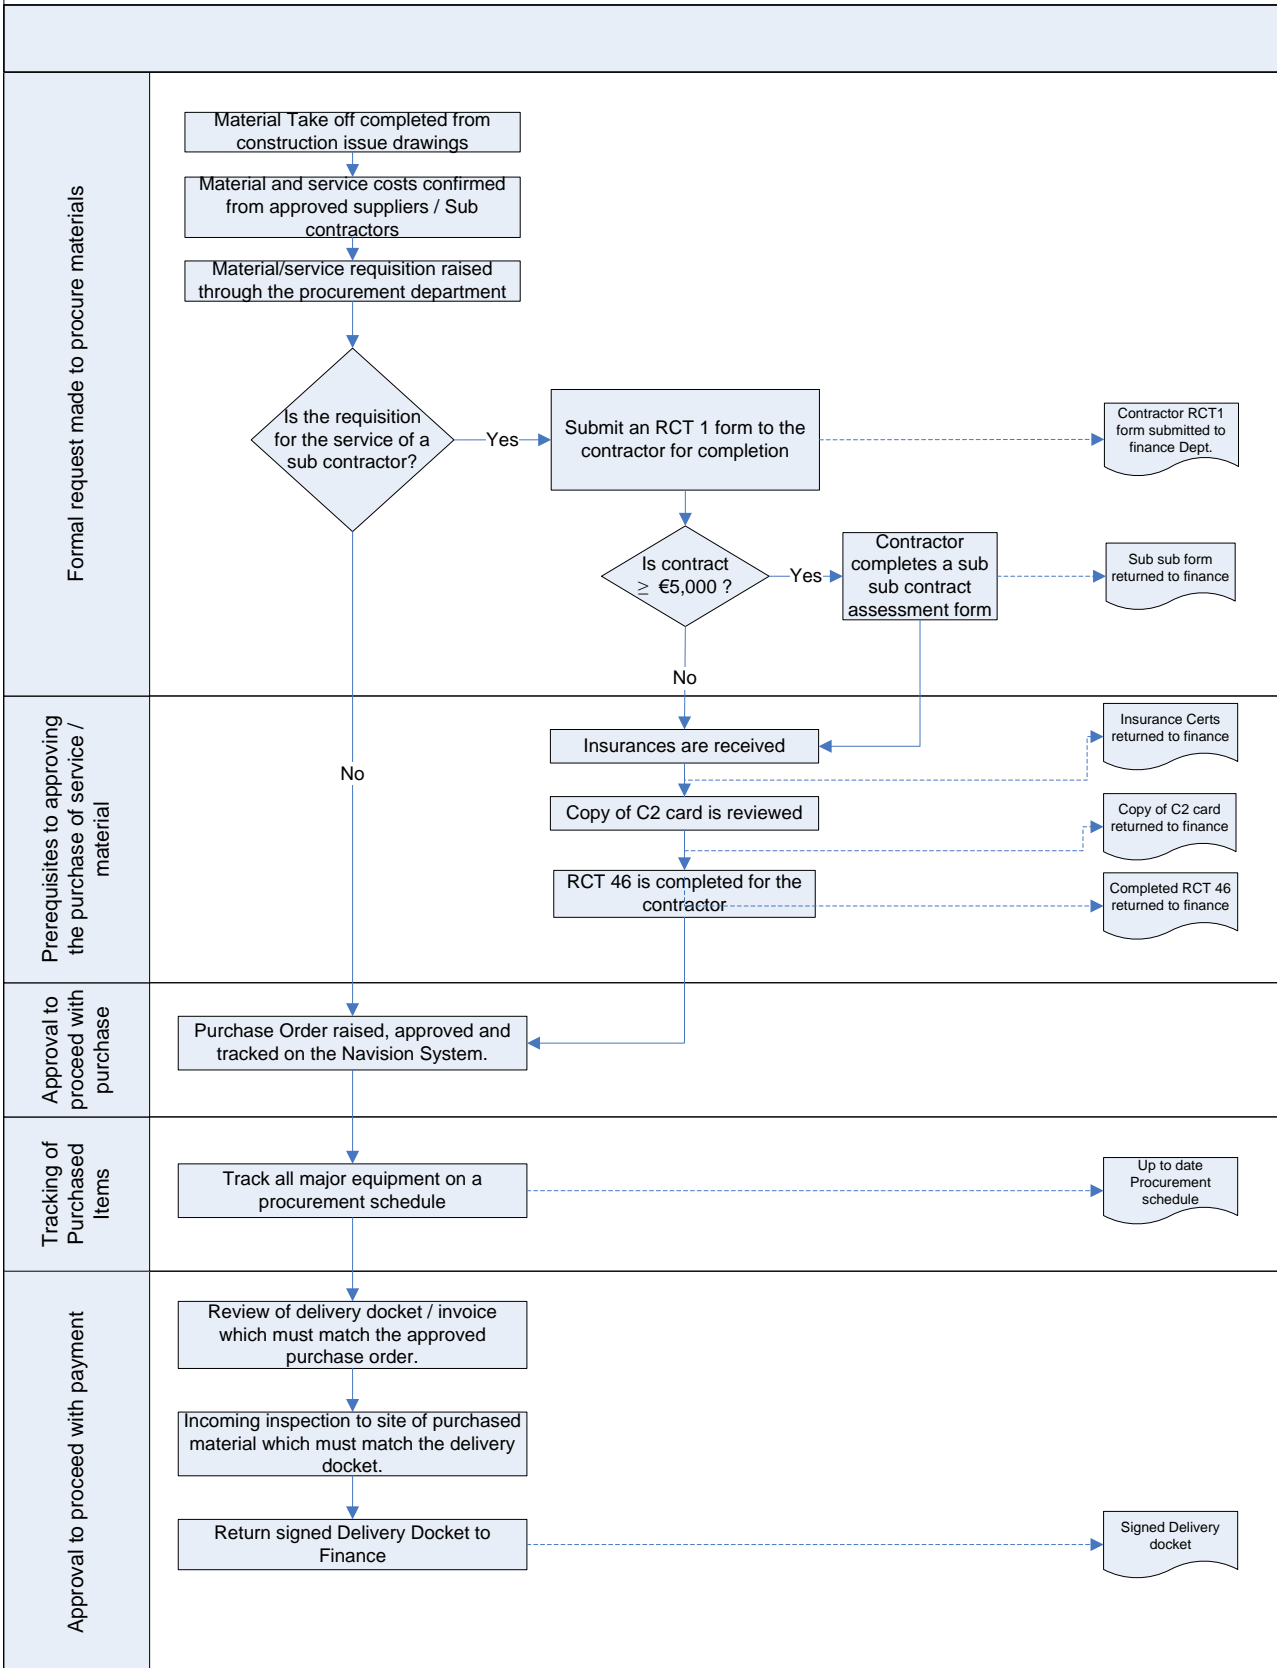 Formal request made to procure materials
Material Take off completed from
construction issue drawings
Material and service costs confirmed
from approved suppliers / Sub
contractors
Material/service requisition raised
through the procurement department
Is the requisition
for the service of a
sub contractor?
Yes
Submit an RCT 1 form to the
contractor for completion
Contractor RCT1
form submitted to
finance Dept.
Is contract
≥ €5,000 ?
Yes
Contractor
completes a sub
sub contract
assessment form
Sub sub form
returned to finance
No
Prerequisites to approving
the purchase of service /
material
No
Insurances are received
Insurance Certs
returned to finance
Copy of C2 card is reviewed
Copy of C2 card
returned to finance
RCT 46 is completed for the
contractor
Completed RCT 46
returned to finance
Approval to
proceed with
purchase
Purchase Order raised, approved and
tracked on the Navision System.
Tracking of
Purchased
Items
Track all major equipment on a
procurement schedule
Up to date
Procurement
schedule
Approval to proceed with payment
Review of delivery docket / invoice
which must match the approved
purchase order.
Incoming inspection to site of purchased
material which must match the delivery
docket.
Return signed Delivery Docket to
Finance
Signed Delivery
docket